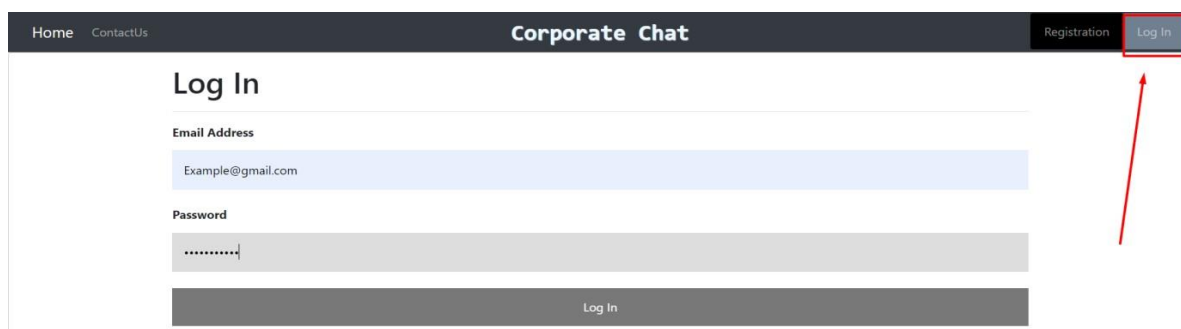 Home ContactUs Corporate Chat Registration Log In
Log In
Email Address
Example@gmail.com
Password
•••••••••••
Log In